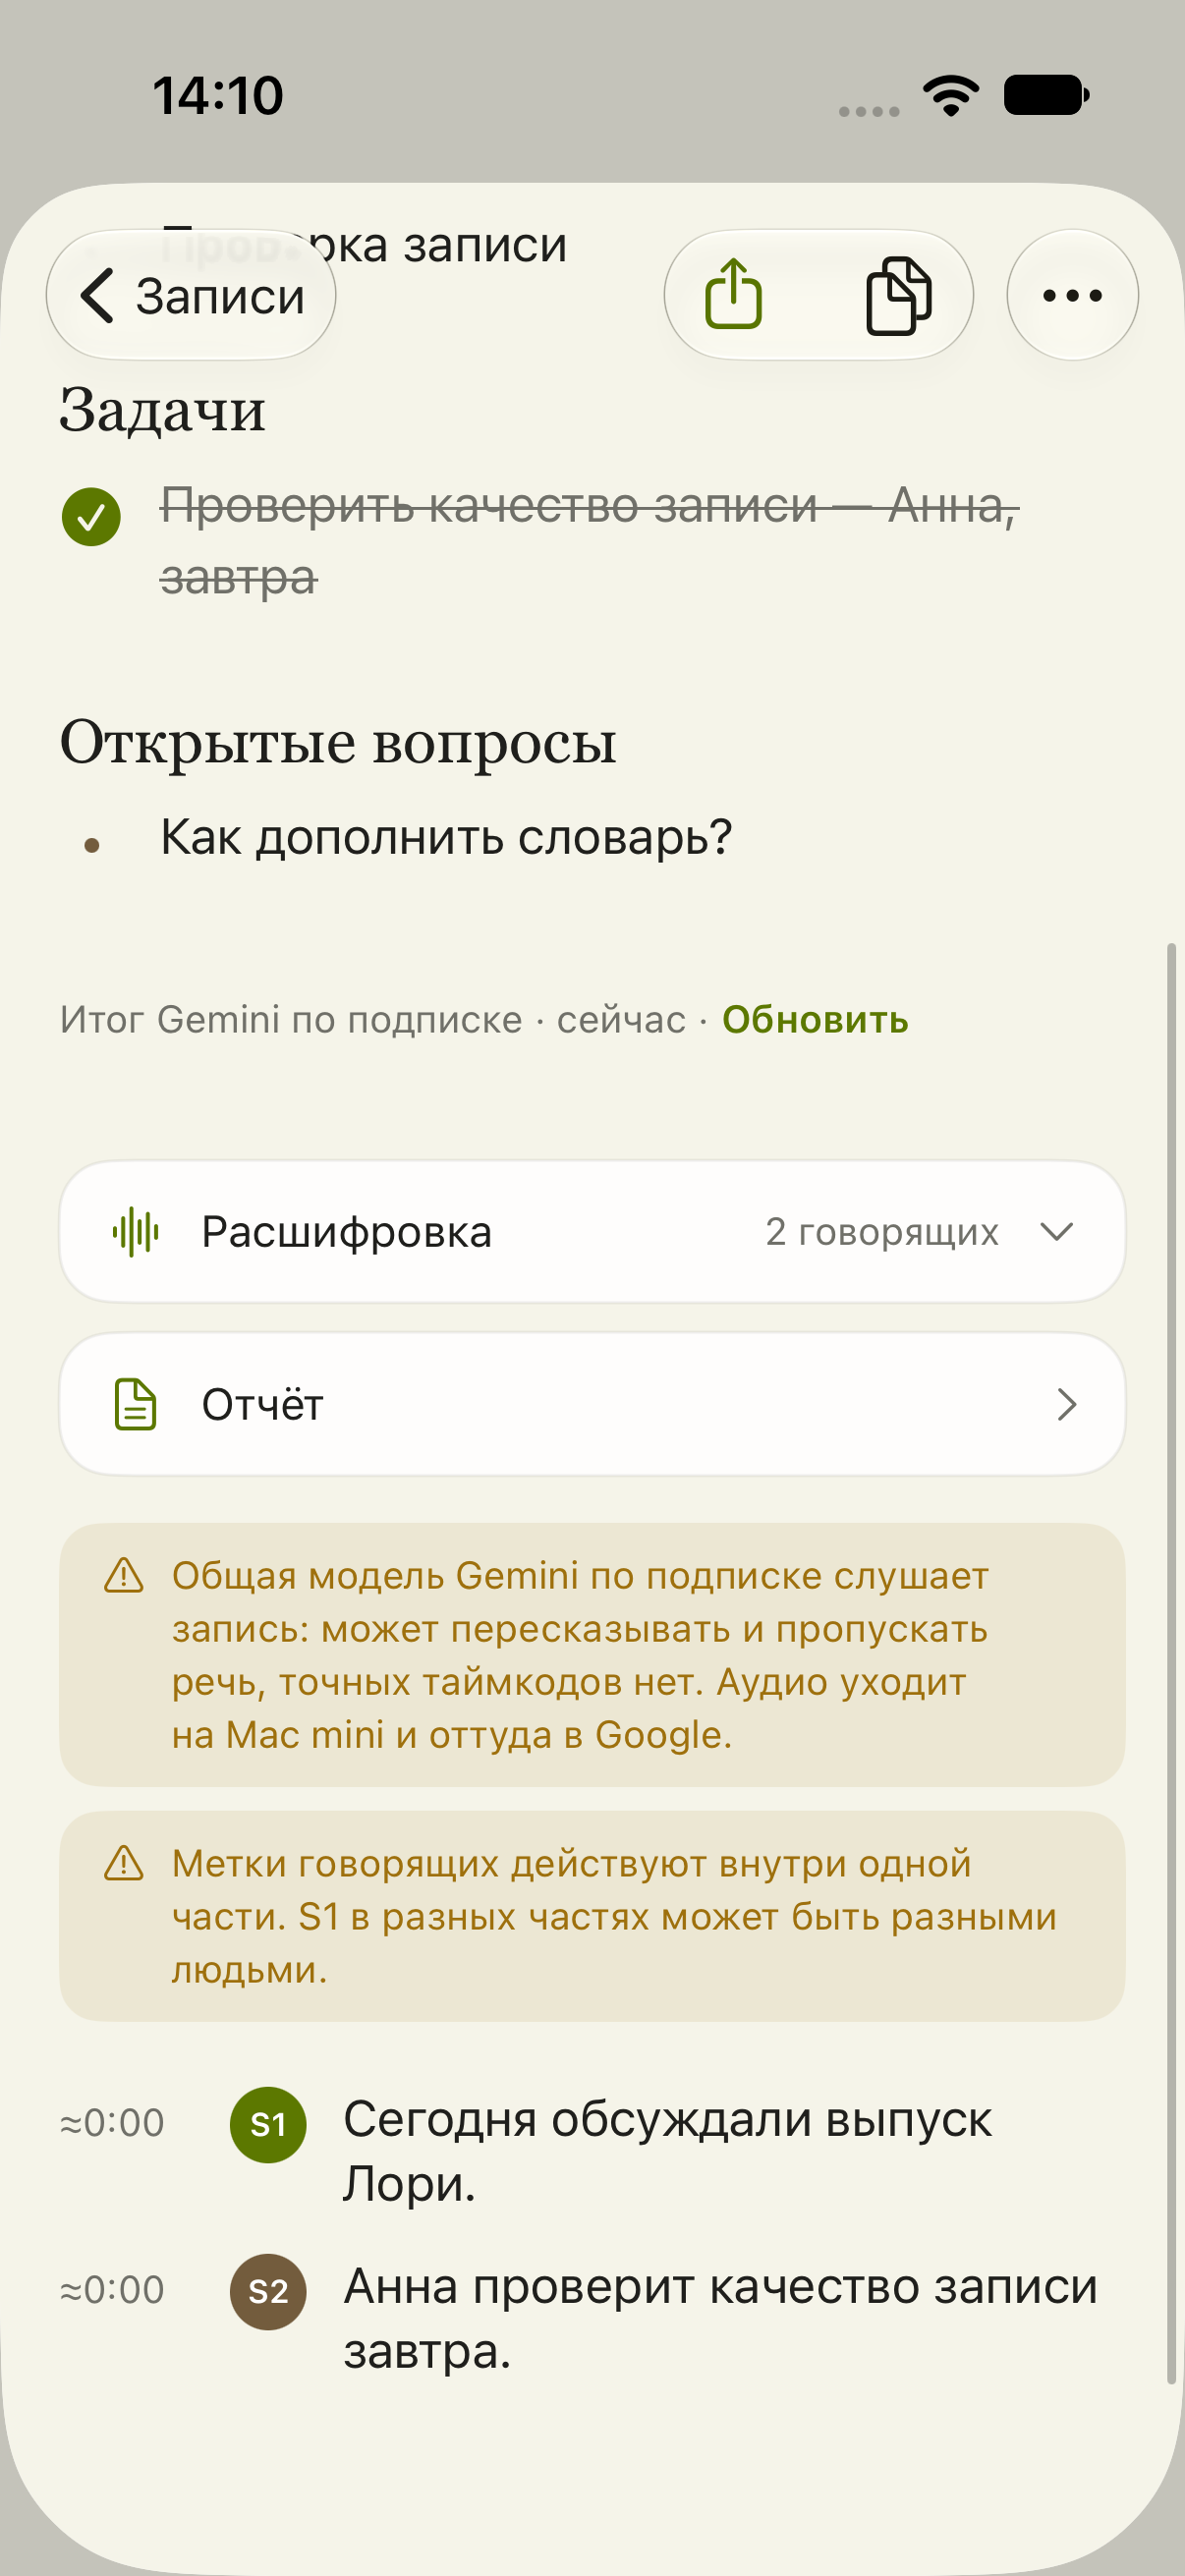 14:10
Проверка записи
Записи
Задачи
Проверить качество записи — Анна,
завтра
Открытые вопросы
Как дополнить словарь?
Итог Gemini по подписке · сейчас · Обновить
Расшифровка 2 говорящих
Отчёт
Общая модель Gemini по подписке слушает
запись: может пересказывать и пропускать
речь, точных таймкодов нет. Аудио уходит
на Mac mini и оттуда в Google.
Метки говорящих действуют внутри одной
части. S1 в разных частях может быть разными
людьми.
≈0:00 S1 Сегодня обсуждали выпуск
Лори.
≈0:00 S2 Анна проверит качество записи
завтра.